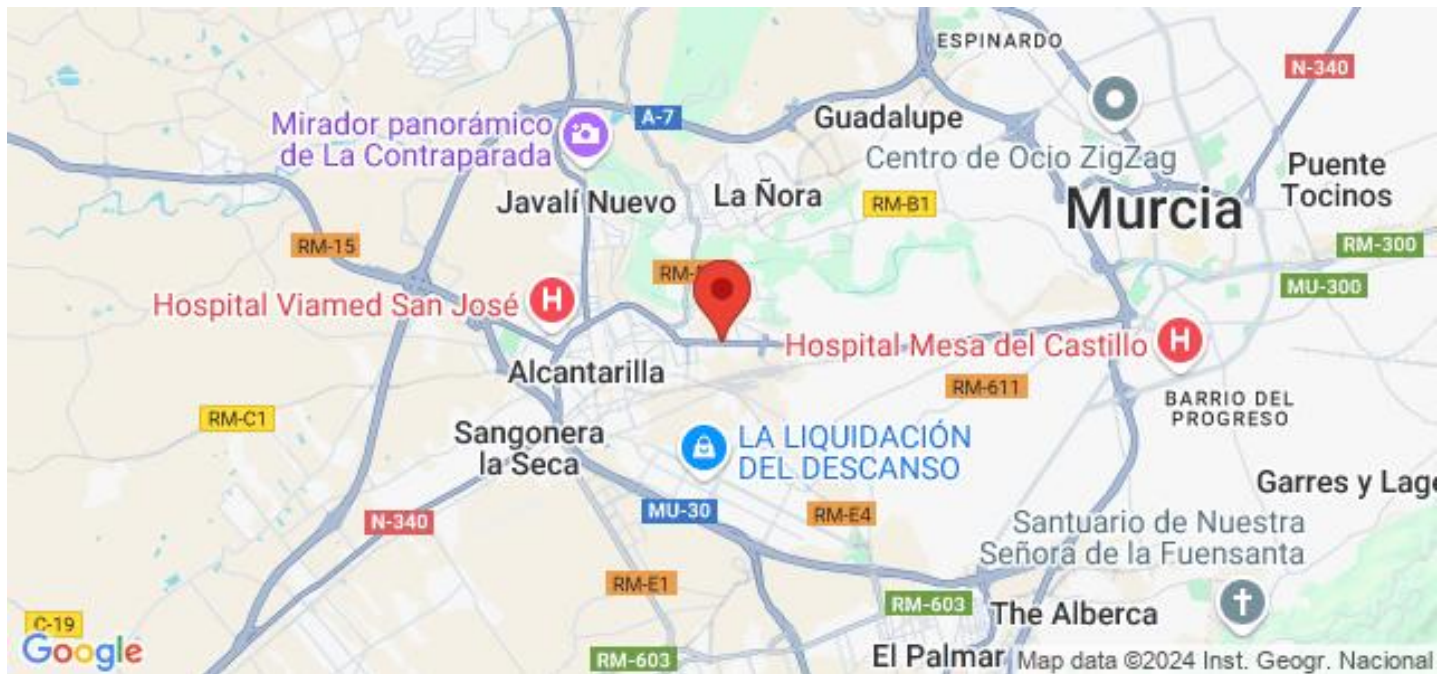 ESPINARDO
N-340
Mirador panorámico
de La Contraparada
A-7
Guadalupe
Centro de Ocio ZigZag
Puente
Tocinos
Javalí Nuevo
La Ñora
RM-B1
Murcia
RM-15
RM-
RM-300
MU-300
Hospital Viamed San José
H
Hospital Mesa del Castillo
H
Alcantarilla
RM-611
RM-C1
BARRIO DEL
PROGRESO
Sangonera
la Seca
LA LIQUIDACIÓN
DEL DESCANSO
Garres y Lage
N-340
MU-30
RM-E4
Santuario de Nuestra
Señora de la Fuensanta
RM-E1
RM-603
The Alberca
C-19
Google
RM-603
El Palmar
Map data ©2024 Inst. Geogr. Nacional